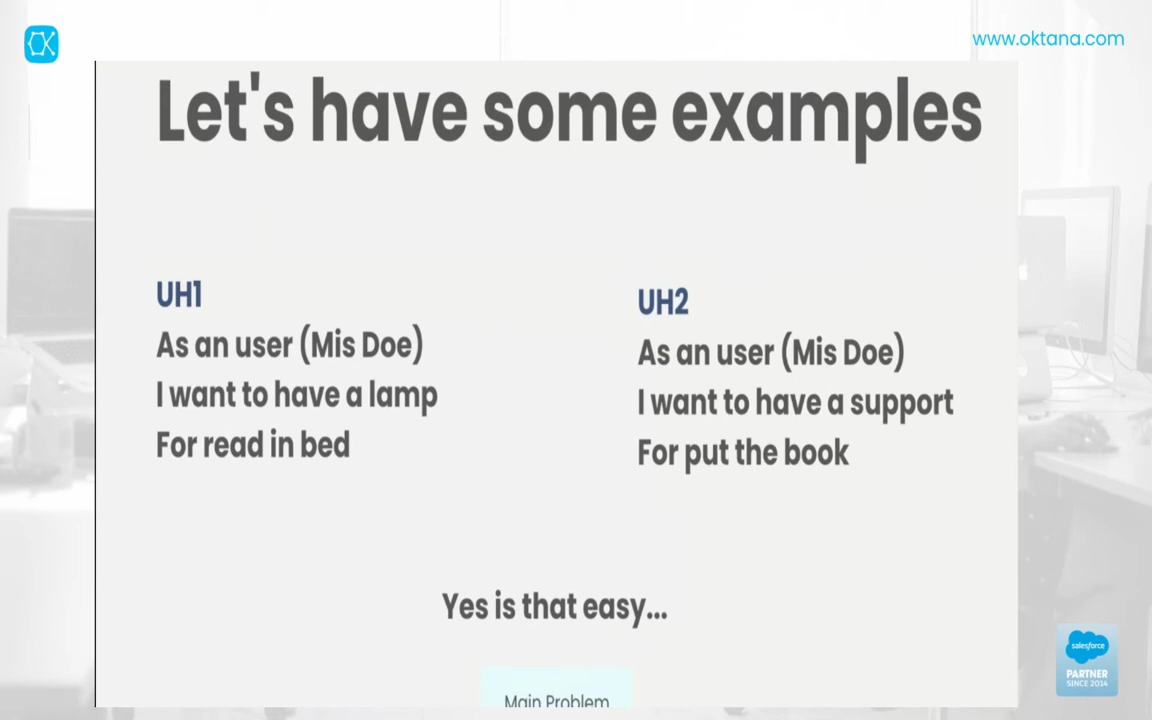 www.oktana.com
Let's have some examples
UH1
As an user (Mis Doe)
I want to have a lamp
For read in bed
UH2
As an user (Mis Doe)
I want to have a support
For put the book
Yes is that easy...
Main Problem
salesforce
PARTNER
SINCE 2014